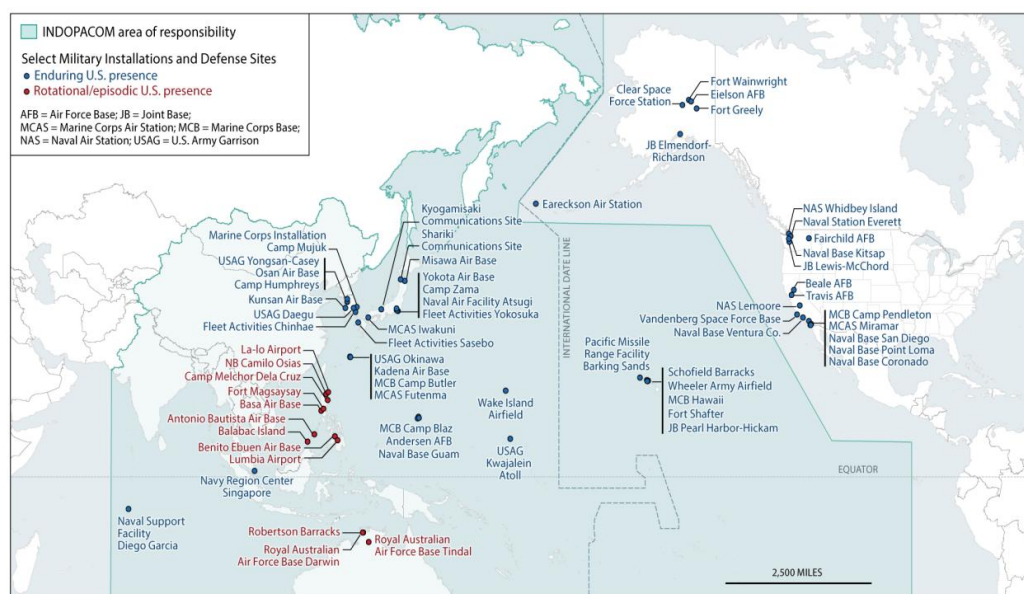 INDOPACOM area of responsibility
Select Military Installations and Defense Sites
Enduring U.S. presence
Rotational/episodic U.S. presence
AFB = Air Force Base; JB = Joint Base;
MCAS = Marine Corps Air Station; MCB = Marine Corps Base;
NAS = Naval Air Station; USAG = U.S. Army Garrison
Clear Space
Force Station
Fort Wainwright
Eielson AFB
Fort Greely
JB Elmendorf-
Richardson
Eareckson Air Station
INTERNATIONAL DATE LINE
NAS Whidbey Island
Naval Station Everett
Fairchild AFB
Naval Base Kitsap
JB Lewis-McChord
Beale AFB
Travis AFB
NAS Lemoore
Vandenberg Space Force Base
Naval Base Ventura Co.
MCB Camp Pendleton
MCAS Miramar
Naval Base San Diego
Naval Base Point Loma
Naval Base Coronado
Kyogamisaki
Communications Site
Shariki
Communications Site
Misawa Air Base
Yokota Air Base
Camp Zama
Naval Air Facility Atsugi
Fleet Activities Yokosuka
MCAS Iwakuni
Fleet Activities Sasebo
Marine Corps Installation
Camp Mujuk
USAG Yongsan-Casey
Osan Air Base
Camp Humphreys
Kunsan Air Base
USAG Daegu
Fleet Activities Chinhae
USAG Okinawa
Kadena Air Base
MCB Camp Butler
MCAS Futenma
La-lo Airport
NB Camilo Osias
Camp Melchor Dela Cruz
Fort Magsaysay
Basa Air Base
Antonio Bautista Air Base
Balabac Island
Benito Ebuen Air Base
Lumbia Airport
Navy Region Center
Singapore
MCB Camp Blaz
Andersen AFB
Naval Base Guam
Wake Island
Airfield
USAG
Kwajalein
Atoll
Pacific Missile
Range Facility
Barking Sands
Schofield Barracks
Wheeler Army Airfield
MCB Hawaii
Fort Shafter
JB Pearl Harbor-Hickam
EQUATOR
Naval Support
Facility
Diego Garcia
Robertson Barracks
Royal Australian
Air Force Base Darwin
Royal Australian
Air Force Base Tindal
2,500 MILES